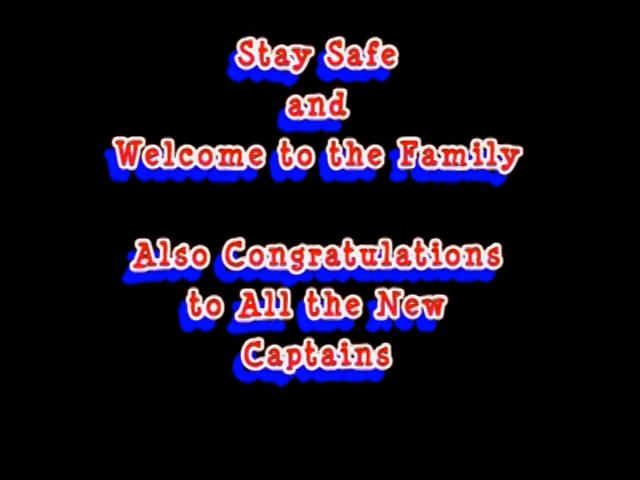 Stay Safe
and
Welcome to the Family
Also Congratulations
to All the New
Captains